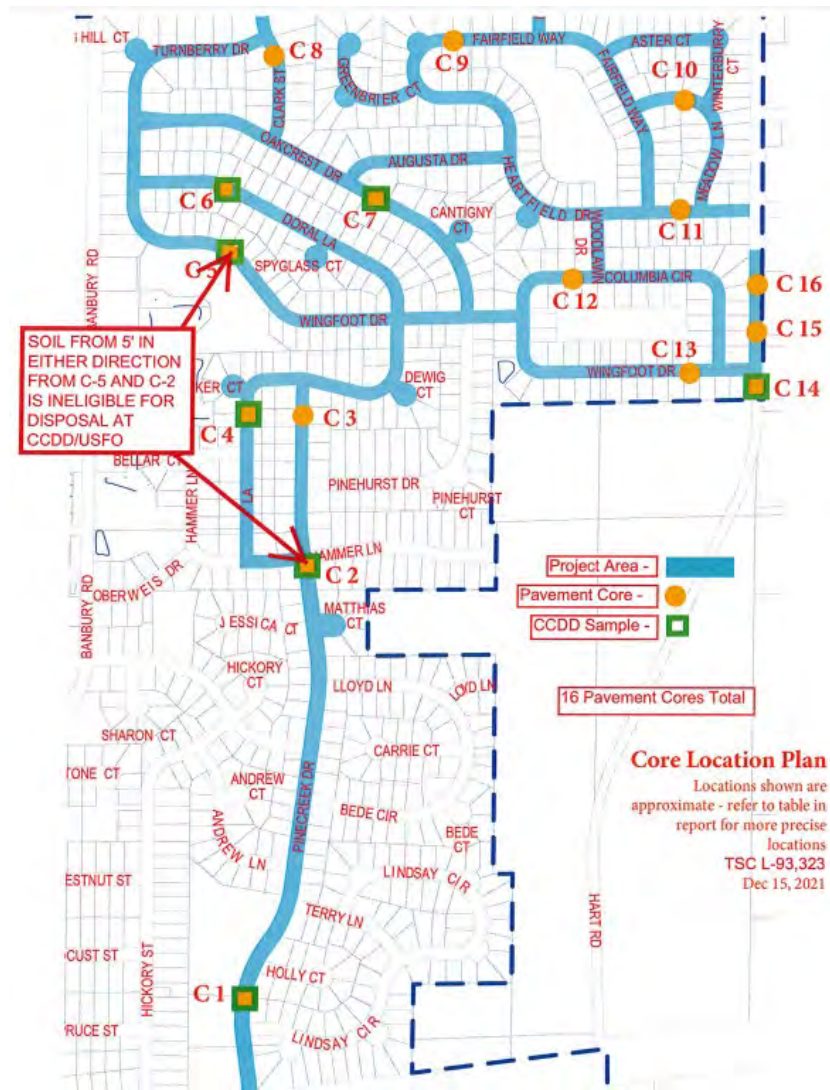 HILL CT
TURNBERRY DR
C 8
CLARK ST
GREENBRIER CT
C 9
FAIRFIELD WAY
ASTER CT
C 10
WINTERBURRY
CT
FAIRFIELD WAY
OAKCREST DR
AUGUSTA DR
HEARTFIELD DR
MEADOW LN
C 6
C 7
CANTIGNY
CT
C 11
DORAL LA
WOODLAWN
DR
BANBURY RD
C 5
SPYGLASS CT
C 12
COLUMBIA CIR
C 16
WINGFOOT DR
C 15
SOIL FROM 5' IN
EITHER DIRECTION
FROM C-5 AND C-2
IS INELIGIBLE FOR
DISPOSAL AT
CCDD/USFO
KER CT
DEWIG
CT
C 13
WINGFOOT DR
C 14
C 4
C 3
BELLAR CT
HAMMER LN
LA
PINEHURST DR
PINEHURST
CT
HAMMER LN
C 2
OBERWEIS DR
BANBURY RD
Project Area -
Pavement Core -
CCDD Sample -
JESSICA CT
MATTHIAS
CT
HICKORY
CT
LLOYD LN
LOYD LN
16 Pavement Cores Total
SHARON CT
TONE CT
CARRIE CT
ANDREW
CT
PINECREEK DR
BEDE CIR
BEDE
CT
ANDREW LN
Core Location Plan
Locations shown are
approximate - refer to table in
report for more precise
locations
TSC L-93,323
Dec 15, 2021
ESTNUT ST
LINDSAY CIR
TERRY LN
HART RD
OCUST ST
HICKORY ST
HOLLY CT
C 1
RUCE ST
LINDSAY CIR